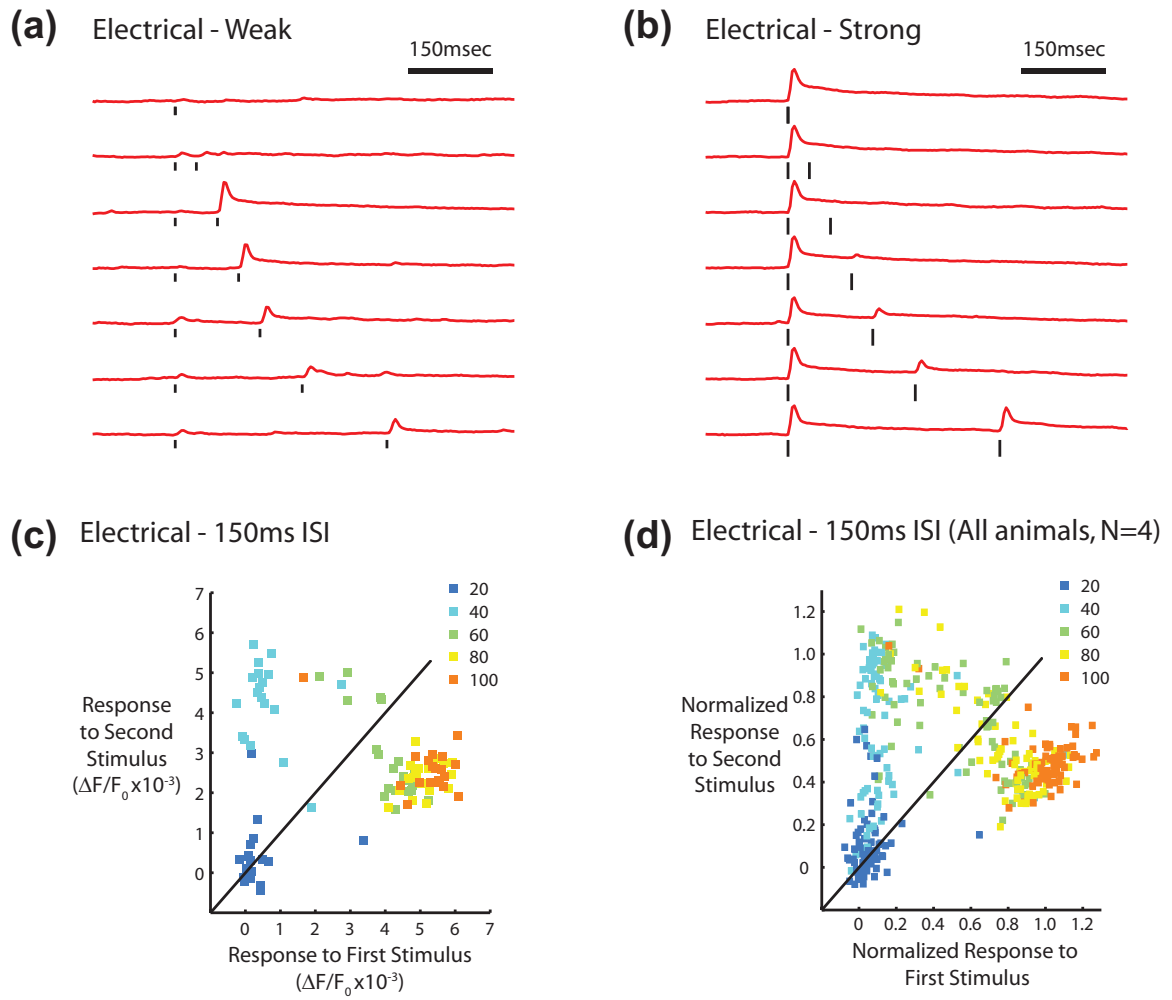 (a) Electrical - Weak
150msec
(b) Electrical - Strong
150msec
(c) Electrical - 150ms ISI
7
6
5
4
3
2
1
0
Response
to Second
Stimulus
(ΔF/F₀ x10⁻³)
20
40
60
80
100
0 1 2 3 4 5 6 7
Response to First Stimulus
(ΔF/F₀ x10⁻³)
(d) Electrical - 150ms ISI (All animals, N=4)
1.2
1.0
0.8
0.6
0.4
0.2
0
Normalized
Response
to Second
Stimulus
20
40
60
80
100
0 0.2 0.4 0.6 0.8 1.0 1.2
Normalized Response to
First Stimulus